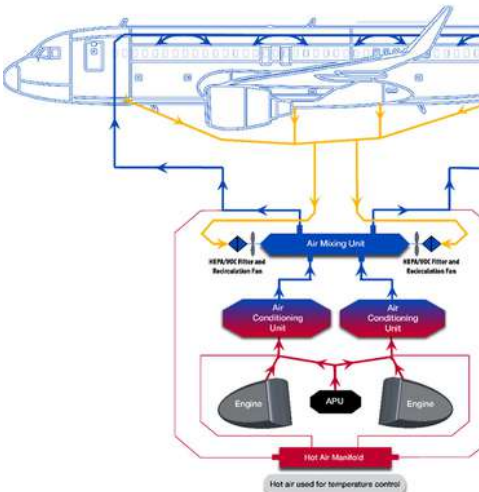 Air Mixing Unit
HEPA/VOC Filter and
Recirculation Fan
HEPA/VOC Filter and
Recirculation Fan
Air
Conditioning
Unit
Air
Conditioning
Unit
Engine
APU
Engine
Hot Air Manifold
Hot air used for temperature control